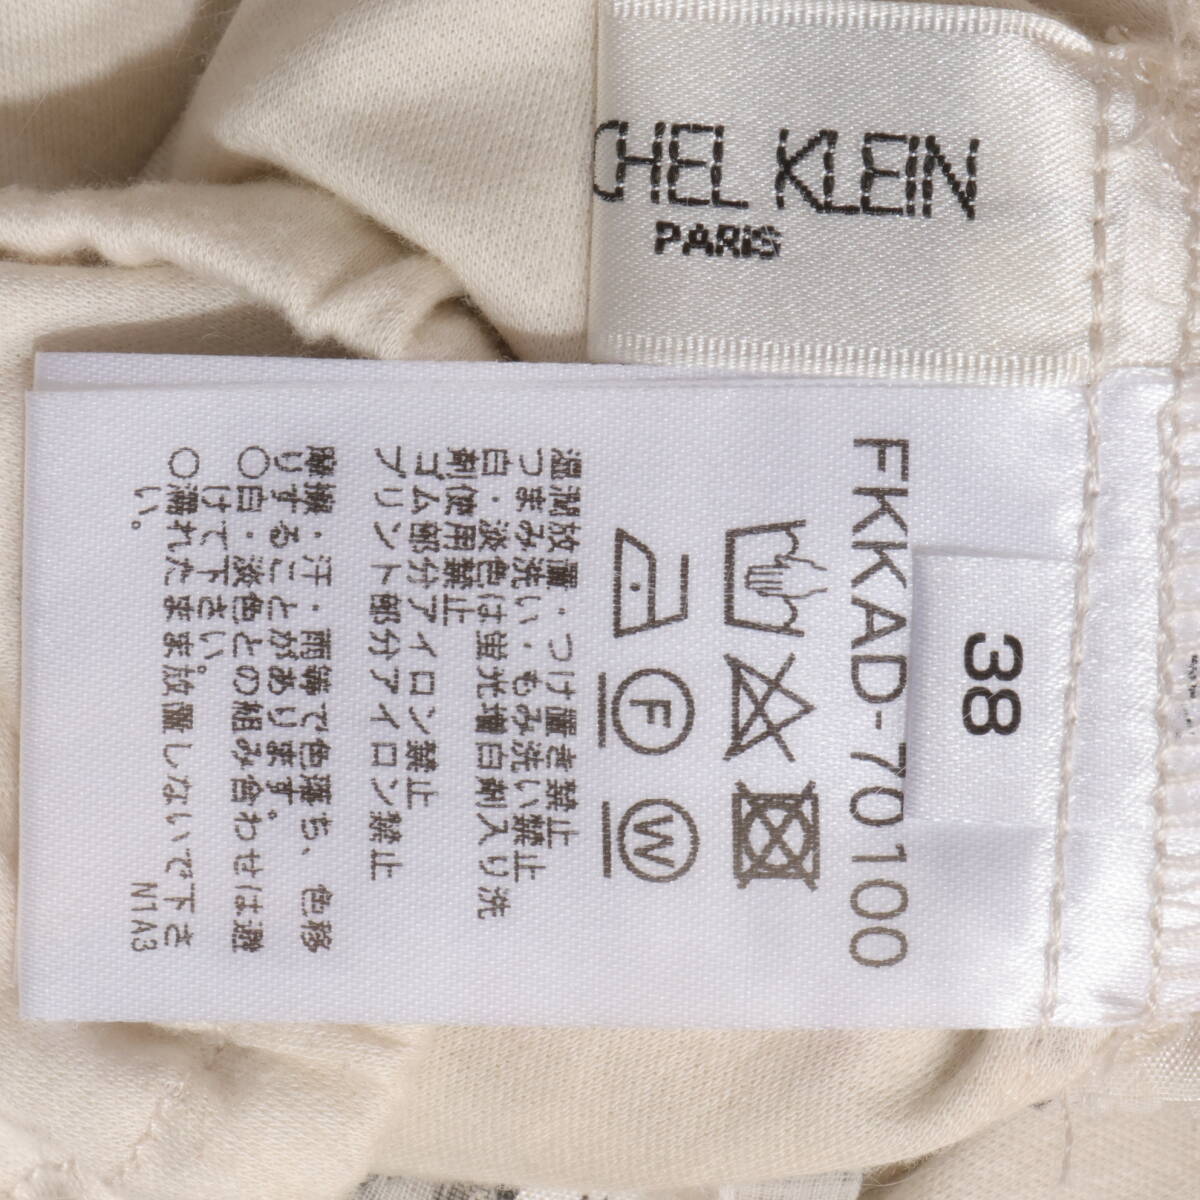 CHEL KLEIN
PARIS
38
FKKAD-70100
F
W
湿潤放置・つけ置き禁止
つまみ洗い・もみ洗い禁止
白・淡色は蛍光増白剤入り洗
剤使用禁止
ゴム部分アイロン禁止
プリント部分アイロン禁止
摩擦・汗・雨等で色落ち、色移
りすることがあります。
○白・淡色との組み合わせは避
けて下さい。
○濡れたまま放置しないで下さ
い。
N1A3